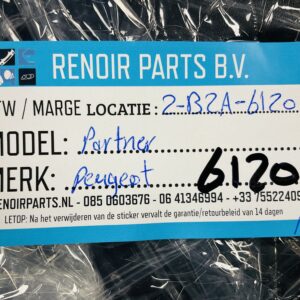 RENOIR PARTS B.V.
TW / MARGE LOCATIE : 2-B2A-6120
MODEL: Partner
MERK: Peugeot 6120
RENOIRPARTS.NL - 085 0603676 - 06 41346994 - +33 75522409
LETOP: Na het verwijderen van de sticker vervalt de garantie/retourbeleid van 14 dagen